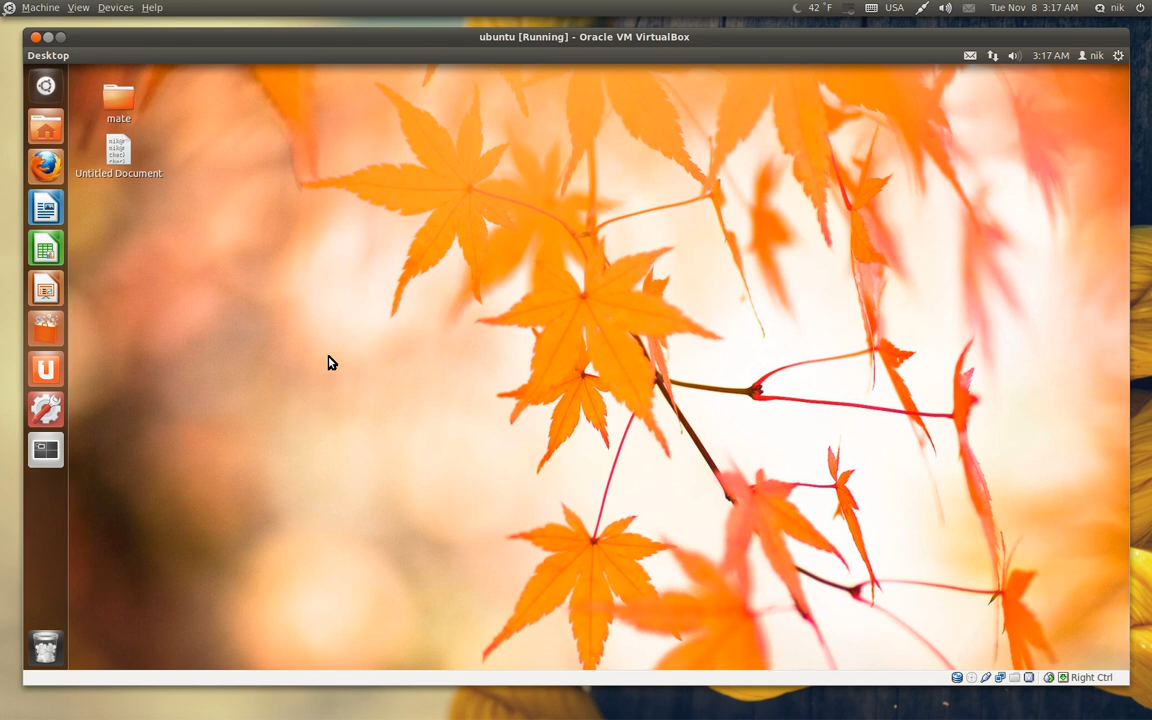 Machine View Devices Help 42 °F USA Tue Nov 8 3:17 AM nik
ubuntu [Running] - Oracle VM VirtualBox
Desktop 3:17 AM nik
mate
Untitled Document
U
Right Ctrl